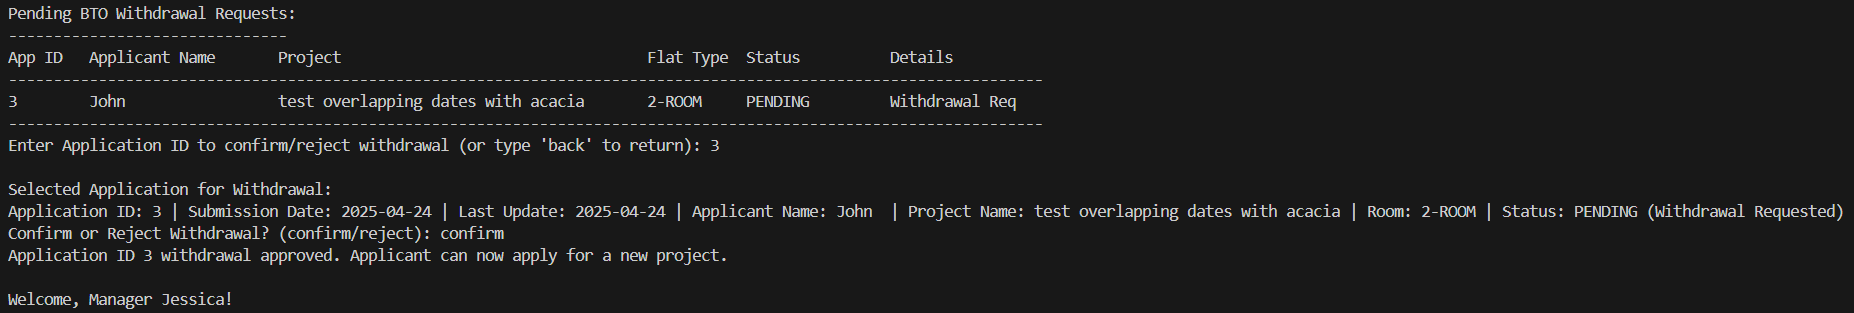 Pending BTO Withdrawal Requests:
-------------------------------
App ID   Applicant Name       Project                                  Flat Type  Status          Details
-------------------------------------------------------------------------------------------------------------------
3        John                 test overlapping dates with acacia       2-ROOM     PENDING         Withdrawal Req
-------------------------------------------------------------------------------------------------------------------
Enter Application ID to confirm/reject withdrawal (or type 'back' to return): 3

Selected Application for Withdrawal:
Application ID: 3 | Submission Date: 2025-04-24 | Last Update: 2025-04-24 | Applicant Name: John  | Project Name: test overlapping dates with acacia | Room: 2-ROOM | Status: PENDING (Withdrawal Requested)
Confirm or Reject Withdrawal? (confirm/reject): confirm
Application ID 3 withdrawal approved. Applicant can now apply for a new project.

Welcome, Manager Jessica!